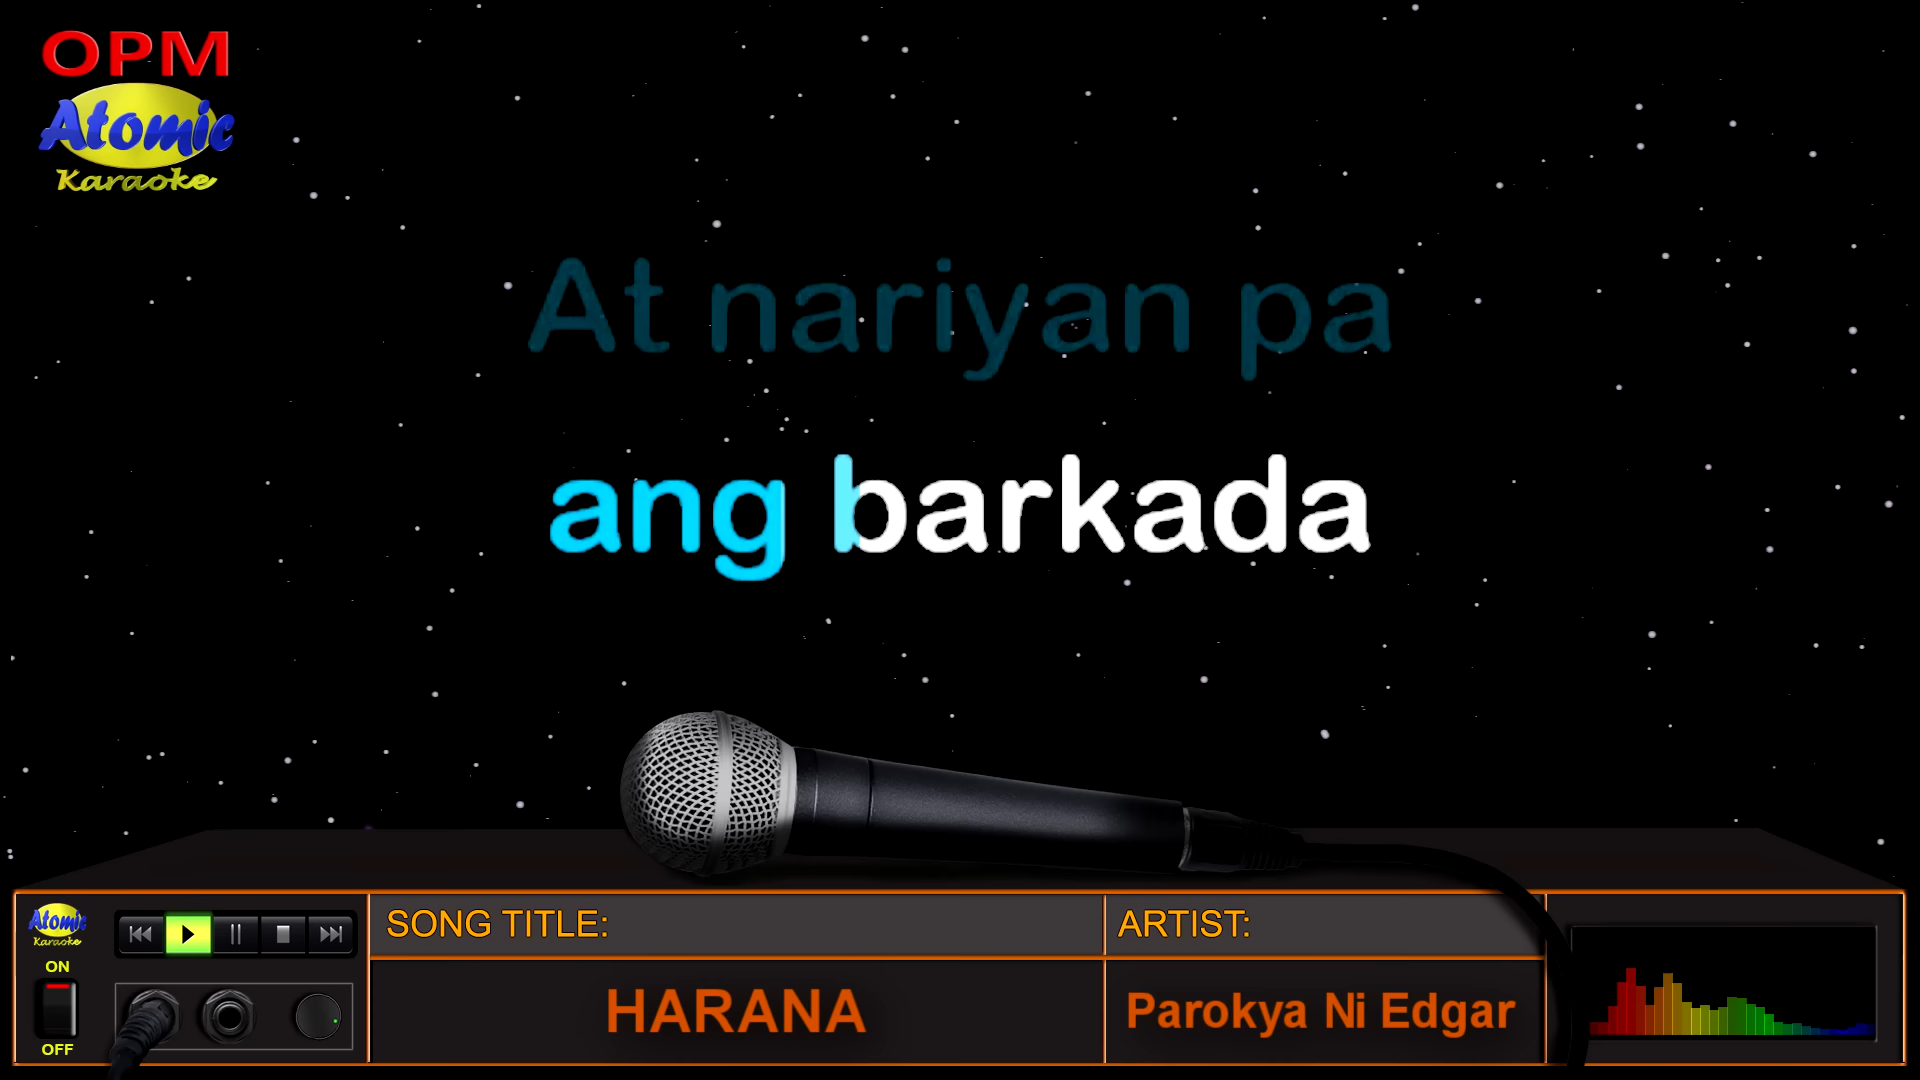 OPM
Atomic
Karaoke
At nariyan pa
ang barkada
Atomic
Karaoke
ON
OFF
SONG TITLE:
HARANA
ARTIST:
Parokya Ni Edgar